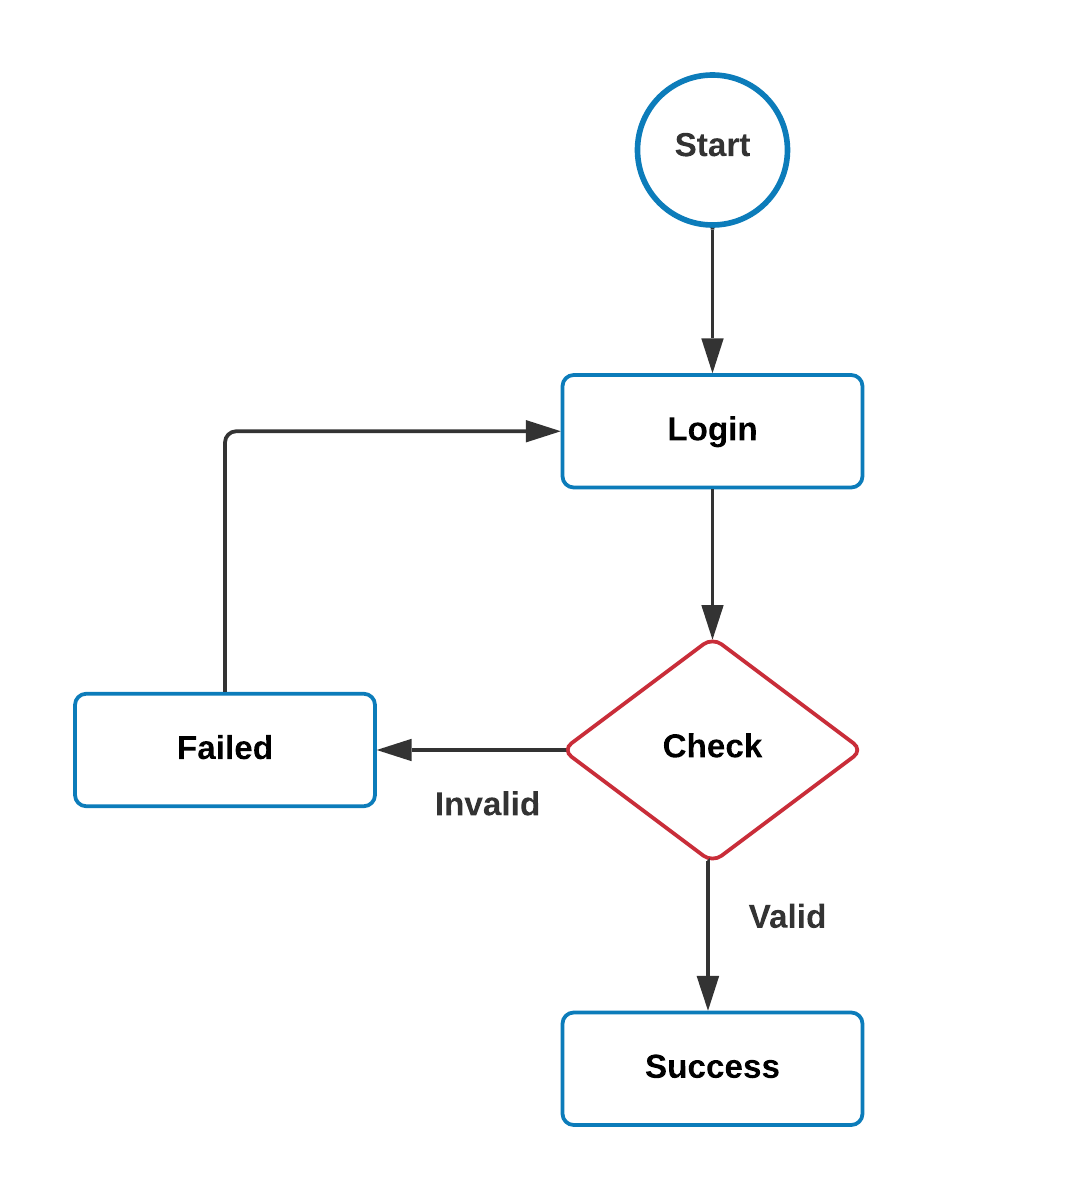 Start
Login
Check
Failed
Invalid
Valid
Success